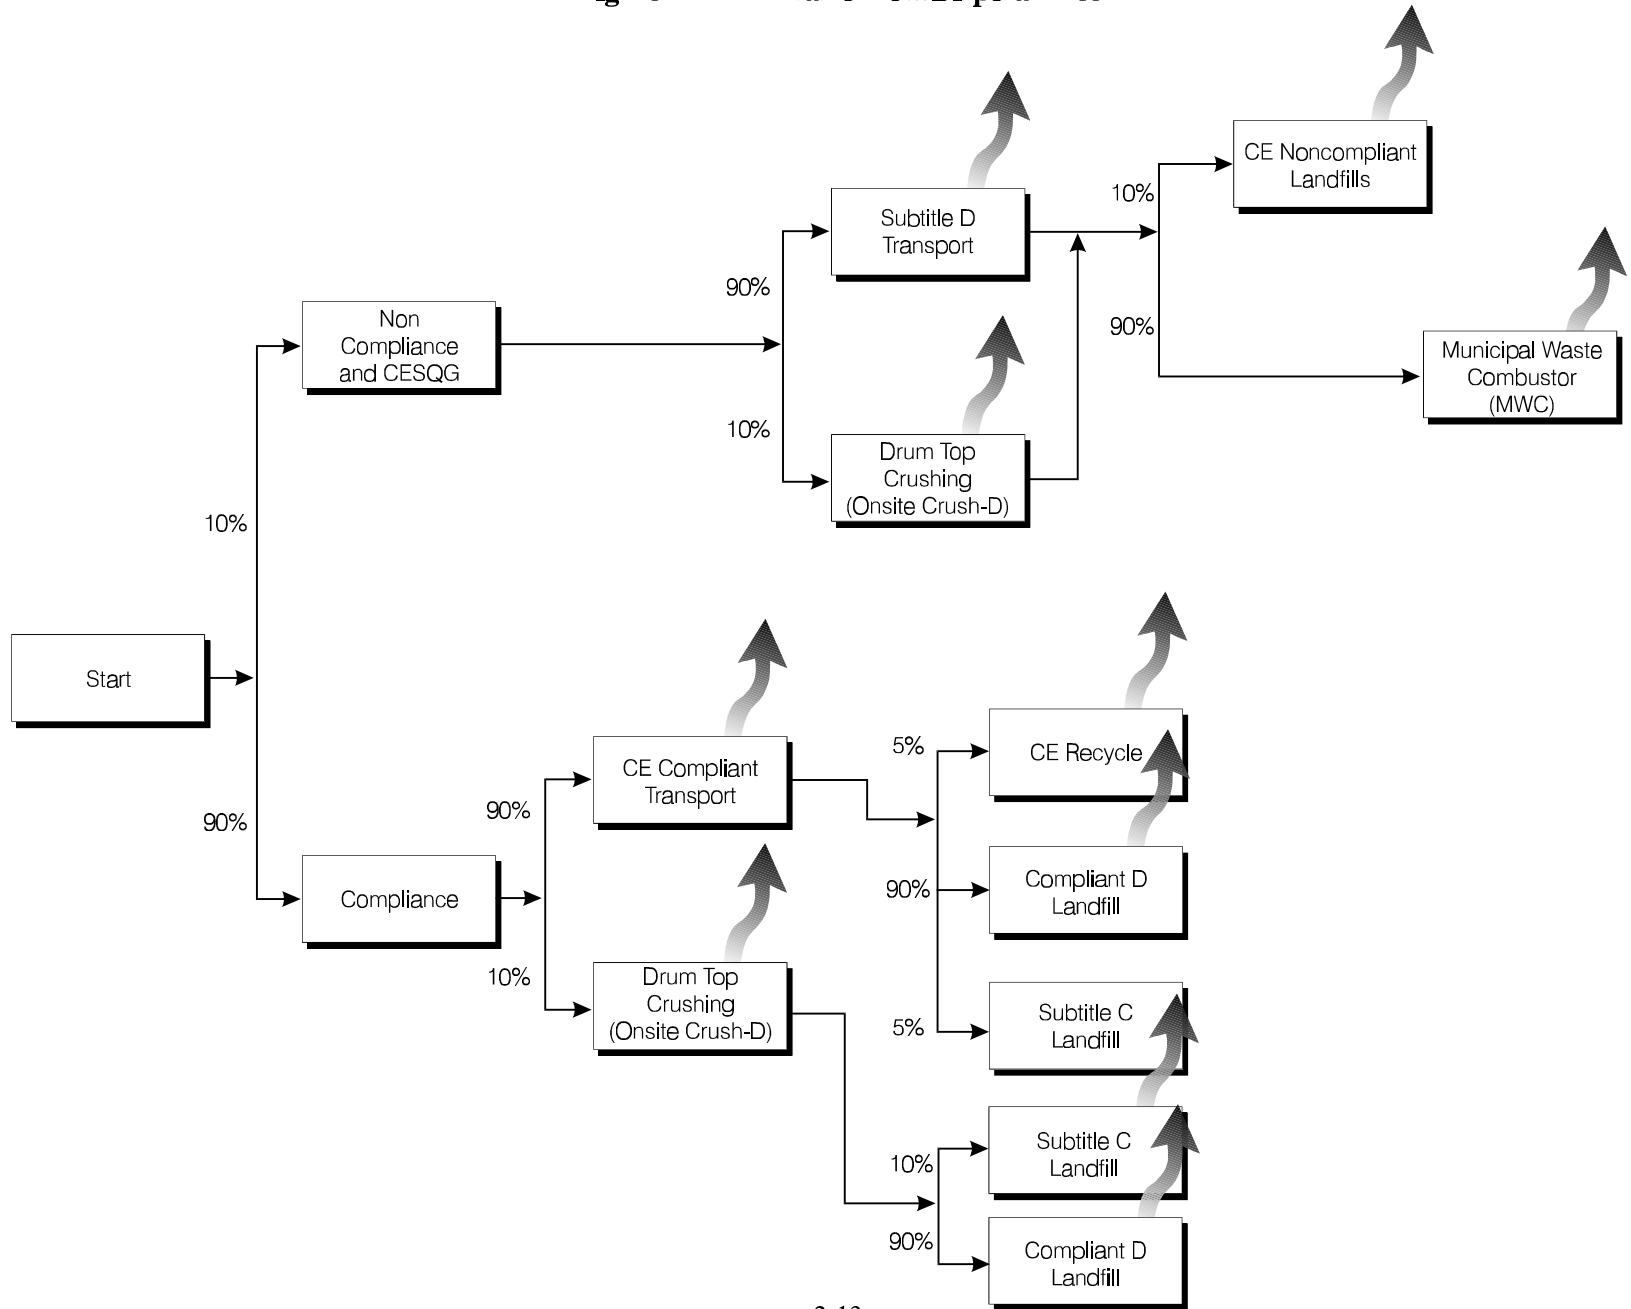 CE Noncompliant
Landfills
10%
Subtitle D
Transport
90%
90%
Non
Compliance
and CESQG
Municipal Waste
Combustor
(MWC)
10%
Drum Top
Crushing
(Onsite Crush-D)
10%
Start
90%
CE Compliant
Transport
5%
CE Recycle
90%
Compliance
90%
Compliant D
Landfill
10%
Drum Top
Crushing
(Onsite Crush-D)
5%
Subtitle C
Landfill
10%
Subtitle C
Landfill
90%
Compliant D
Landfill